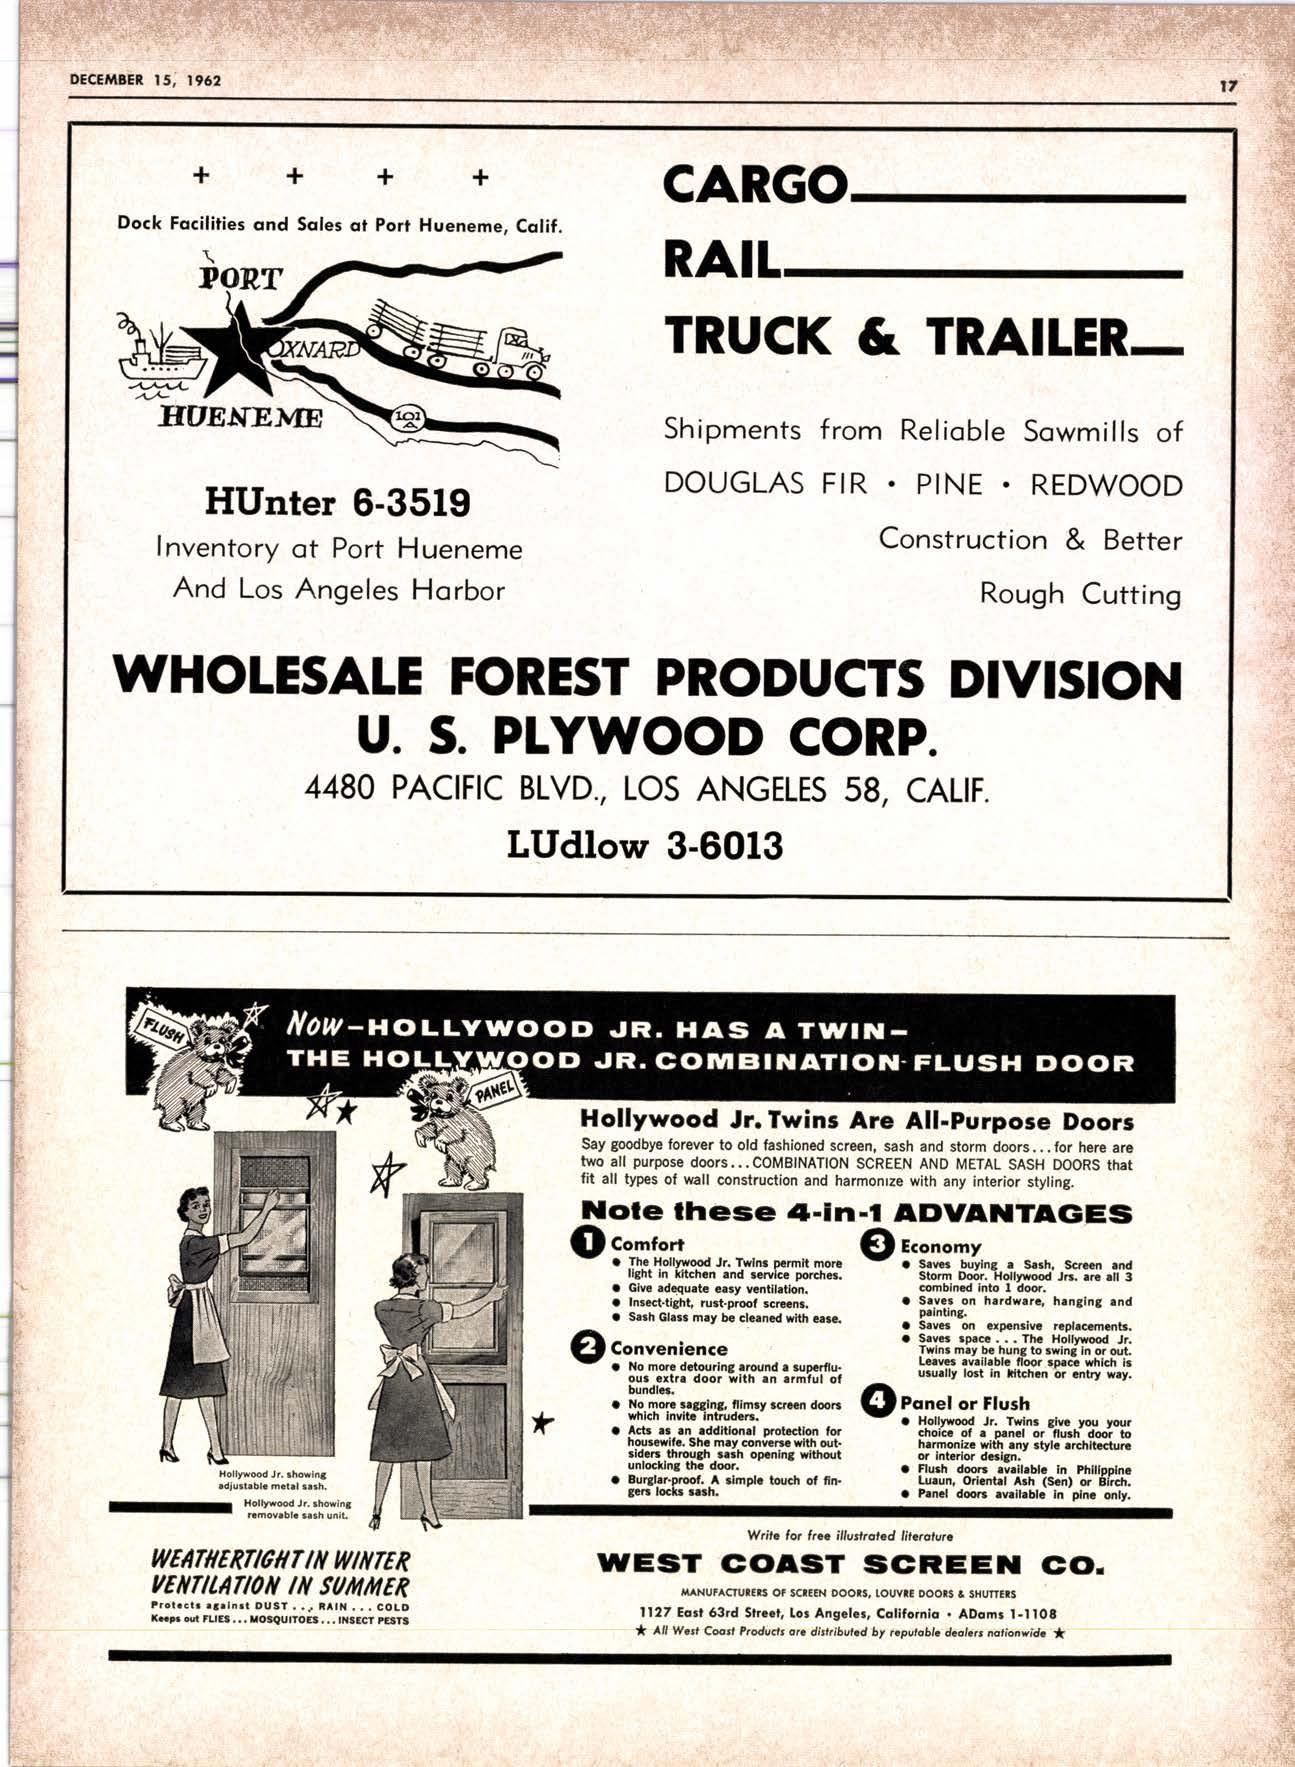 DECEMBER 15, 1962
17
+ + + +
Dock Facilities and Sales at Port Hueneme, Calif.
PORT
OXNARD
HUENEME
101
A
HUnter 6-3519
Inventory at Port Hueneme
And Los Angeles Harbor
CARGO
RAIL
TRUCK & TRAILER
Shipments from Reliable Sawmills of
DOUGLAS FIR • PINE • REDWOOD
Construction & Better
Rough Cutting
WHOLESALE FOREST PRODUCTS DIVISION
U. S. PLYWOOD CORP.
4480 PACIFIC BLVD., LOS ANGELES 58, CALIF.
LUdlow 3-6013
FLUSH
Now—HOLLYWOOD JR. HAS A TWIN—
THE HOLLYWOOD JR. COMBINATION-FLUSH DOOR
PANEL
Hollywood Jr. Twins Are All-Purpose Doors
Say goodbye forever to old fashioned screen, sash and storm doors...for here are
two all purpose doors...COMBINATION SCREEN AND METAL SASH DOORS that
fit all types of wall construction and harmonize with any interior styling.
Note these 4-in-1 ADVANTAGES
1 Comfort
• The Hollywood Jr. Twins permit more
light in kitchen and service porches.
• Give adequate easy ventilation.
• Insect-tight, rust-proof screens.
• Sash Glass may be cleaned with ease.
2 Convenience
• No more detouring around a superflu-
ous extra door with an armful of
bundles.
• No more sagging, flimsy screen doors
which invite intruders.
• Acts as an additional protection for
housewife. She may converse with out-
siders through sash opening without
unlocking the door.
• Burglar-proof. A simple touch of fin-
gers locks sash.
3 Economy
• Saves buying a Sash, Screen and
Storm Door. Hollywood Jrs. are all 3
combined into 1 door.
• Saves on hardware, hanging and
painting.
• Saves on expensive replacements.
• Saves space . . . The Hollywood Jr.
Twins may be hung to swing in or out.
Leaves available floor space which is
usually lost in kitchen or entry way.
4 Panel or Flush
• Hollywood Jr. Twins give you your
choice of a panel or flush door to
harmonize with any style architecture
or interior design.
• Flush doors available in Philippine
Luaun, Oriental Ash (Sen) or Birch.
• Panel doors available in pine only.
Hollywood Jr. showing
adjustable metal sash.
Hollywood Jr. showing
removable sash unit.
WEATHERTIGHT IN WINTER
VENTILATION IN SUMMER
Protects against DUST . . . RAIN . . . COLD
Keeps out FLIES . . . MOSQUITOES . . . INSECT PESTS
Write for free illustrated literature
WEST COAST SCREEN CO.
MANUFACTURERS OF SCREEN DOORS, LOUVRE DOORS & SHUTTERS
1127 East 63rd Street, Los Angeles, California • ADams 1-1108
★ All West Coast Products are distributed by reputable dealers nationwide ★